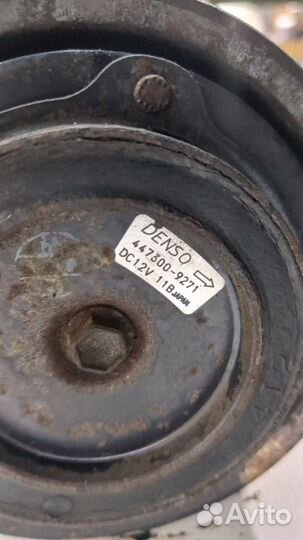 DENSO
447300-9271
DC12V 11B JAPAN
Avito